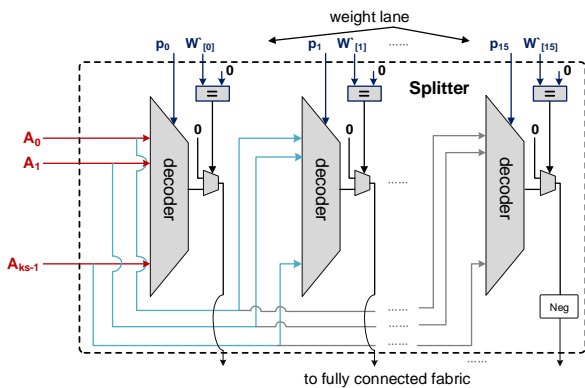 weight lane
p0 W`[0] p1 W`[1] ...... p15 W`[15]
0 0 0
= = =
Splitter
0 0 0
A0
A1
decoder decoder decoder
......
Aks-1
Neg
......
......
......
......
to fully connected fabric